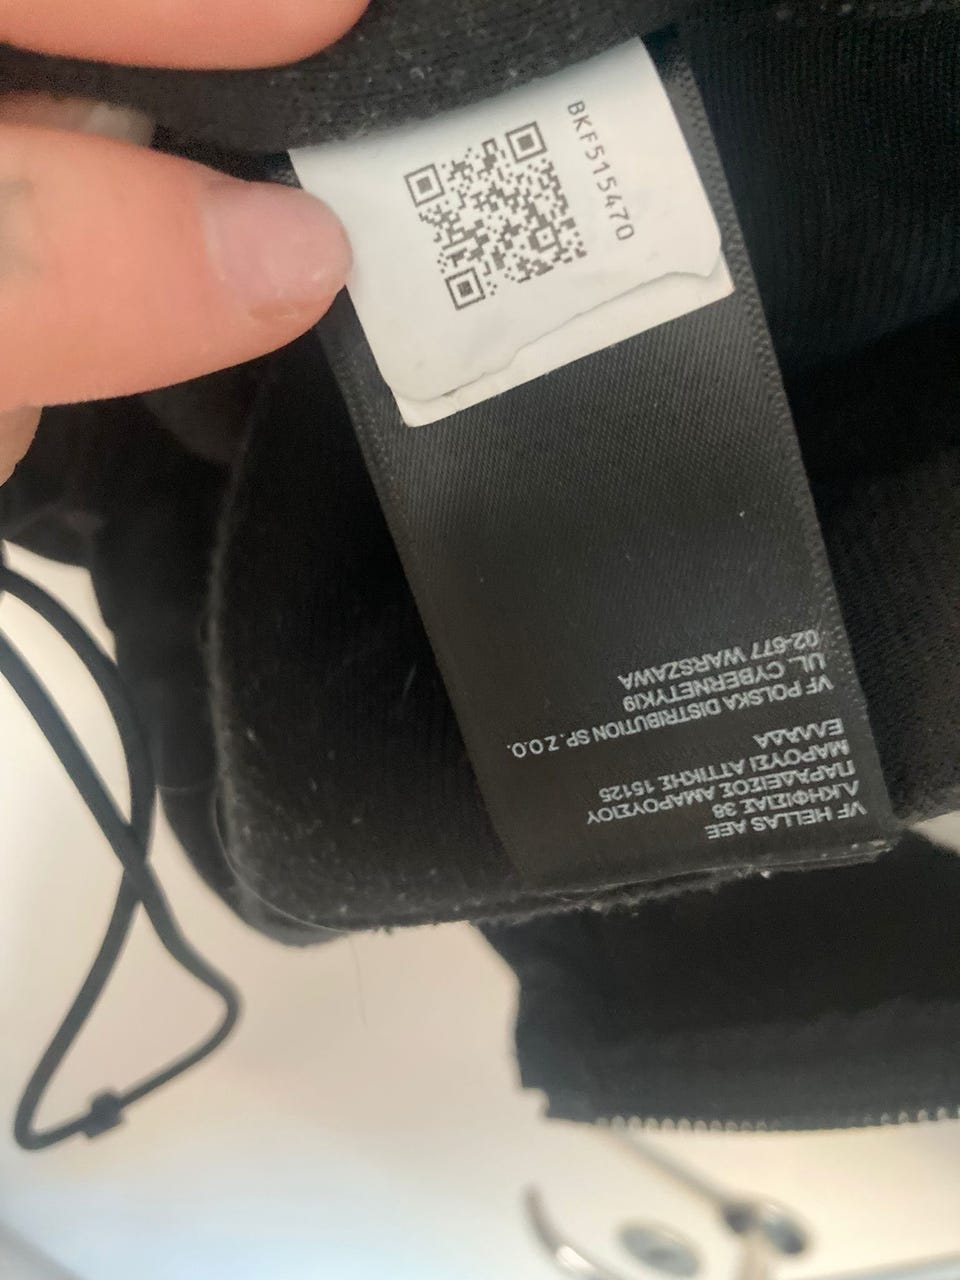 BKF515470
VF HELLAS AEE
Λ.ΚΗΦΙΣΙΑΣ 38
ΠΑΡΑΔΕΙΣΟΣ ΑΜΑΡΟΥΣΙΟΥ
ΜΑΡΟΥΣΙ ΑΤΤΙΚΗΣ 15125
ΕΛΛΑΔΑ
VF POLSKA DISTRIBUTION SP. Z O.O.
UL. CYBERNETYKI9
02-677 WARSZAWA